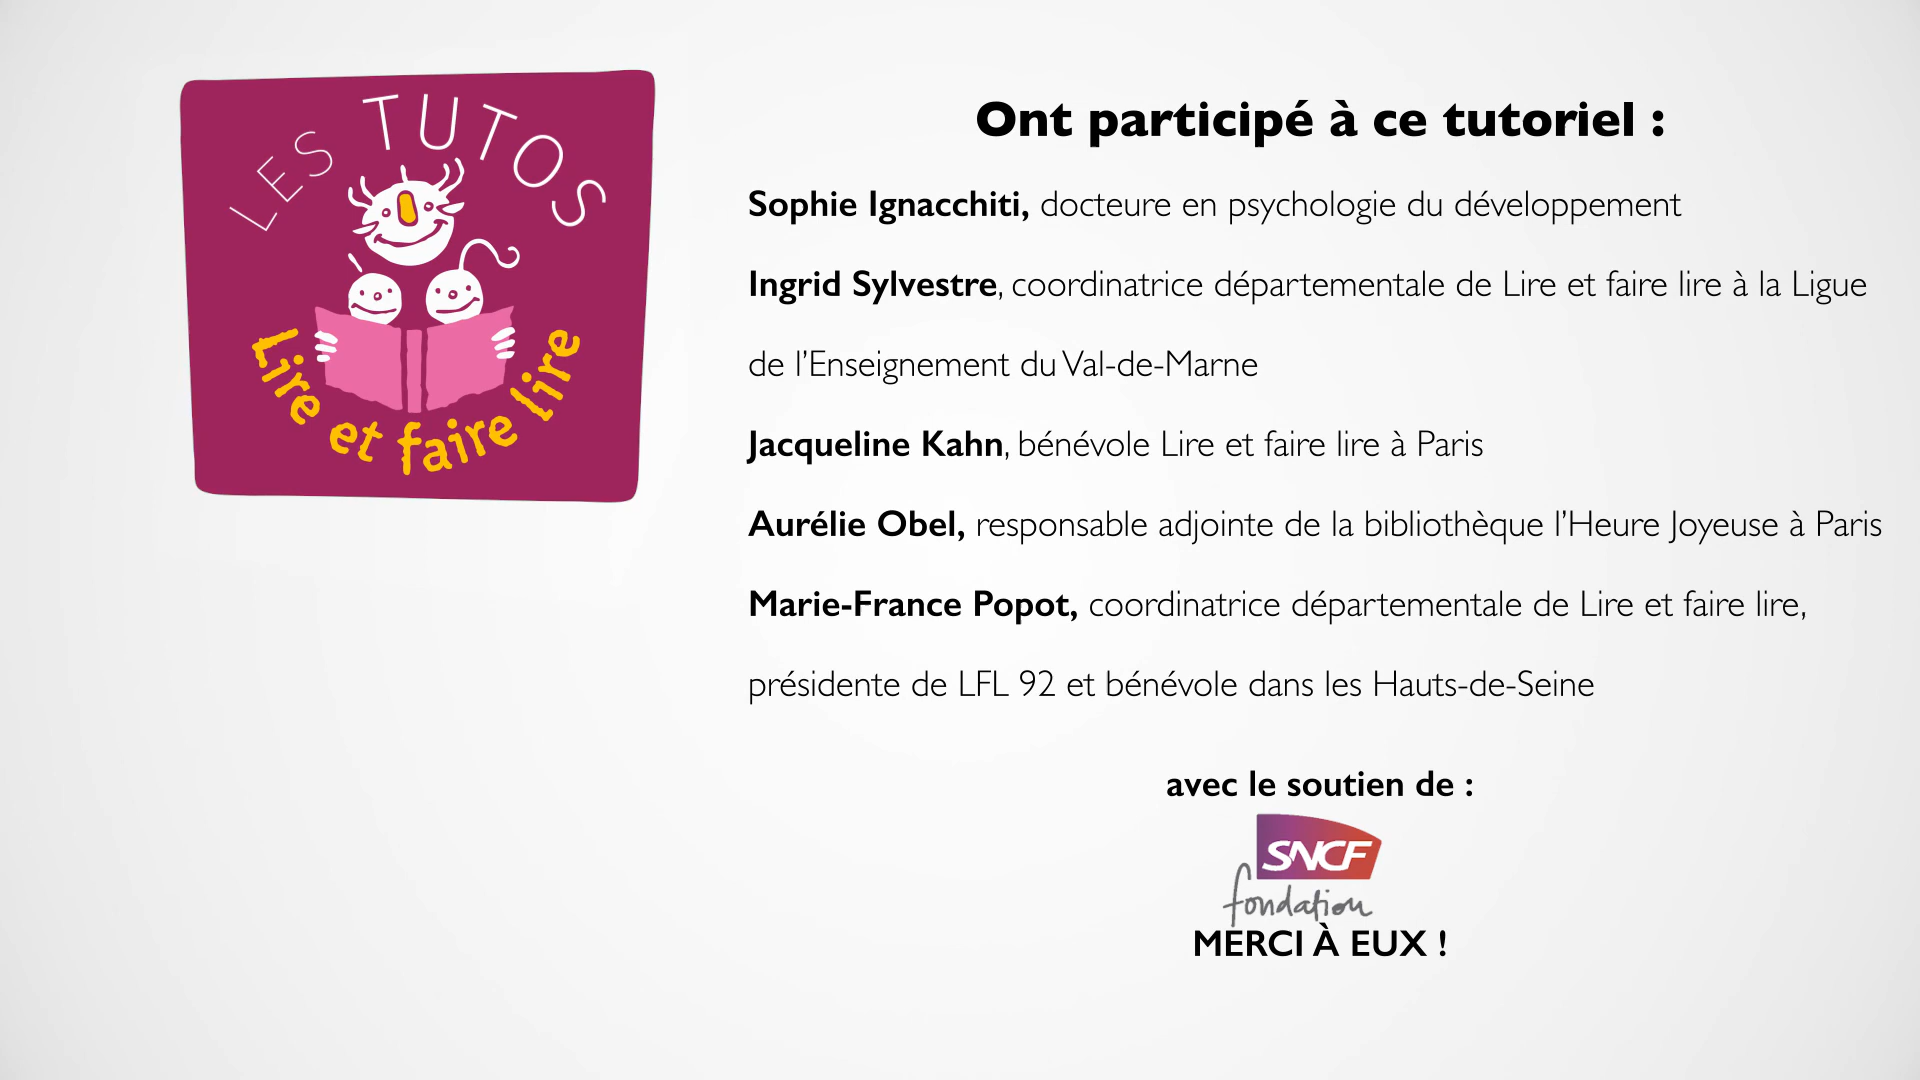 LES TUTOS
Lire et faire lire
Ont participé à ce tutoriel :
Sophie Ignacchiti, docteure en psychologie du développement
Ingrid Sylvestre, coordinatrice départementale de Lire et faire lire à la Ligue
de l’Enseignement du Val-de-Marne
Jacqueline Kahn, bénévole Lire et faire lire à Paris
Aurélie Obel, responsable adjointe de la bibliothèque l’Heure Joyeuse à Paris
Marie-France Popot, coordinatrice départementale de Lire et faire lire,
présidente de LFL 92 et bénévole dans les Hauts-de-Seine
avec le soutien de :
SNCF
fondation
MERCI À EUX !